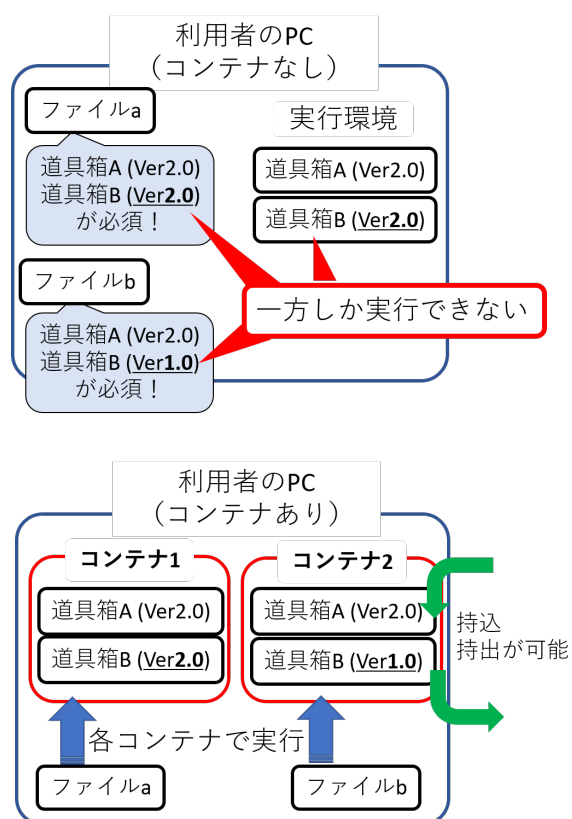 利用者のPC
（コンテナなし）
ファイルa
実行環境
道具箱A (Ver2.0)
道具箱B (Ver2.0)
が必須！
道具箱A (Ver2.0)
道具箱B (Ver2.0)
ファイルb
一方しか実行できない
道具箱A (Ver2.0)
道具箱B (Ver1.0)
が必須！
利用者のPC
（コンテナあり）
コンテナ1
コンテナ2
道具箱A (Ver2.0)
道具箱B (Ver2.0)
道具箱A (Ver2.0)
道具箱B (Ver1.0)
持込
持出が可能
各コンテナで実行
ファイルa
ファイルb